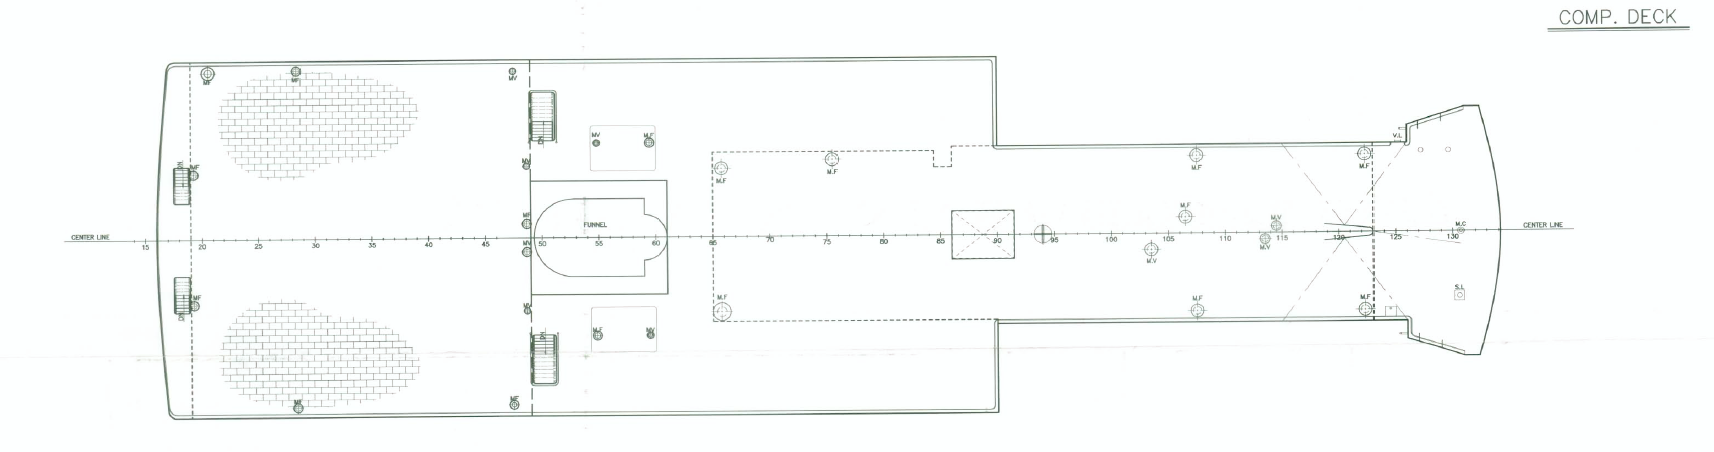 COMP. DECK
MF
MF
MV
MV
M.F
DN
V.L
M.F
M.F
M.F
M.F
DN.
MF
MV
MF
MV
FUNNEL
M.F
M.V
M.V
M.V
M.C
CENTER LINE
15
20
25
30
35
40
45
50
55
60
65
70
75
80
85
90
95
100
105
110
115
120
125
130
CENTER LINE
DN
MF
MV
M.F
M.F
M.F
S.L
DN
M.F
MV
MF
MF